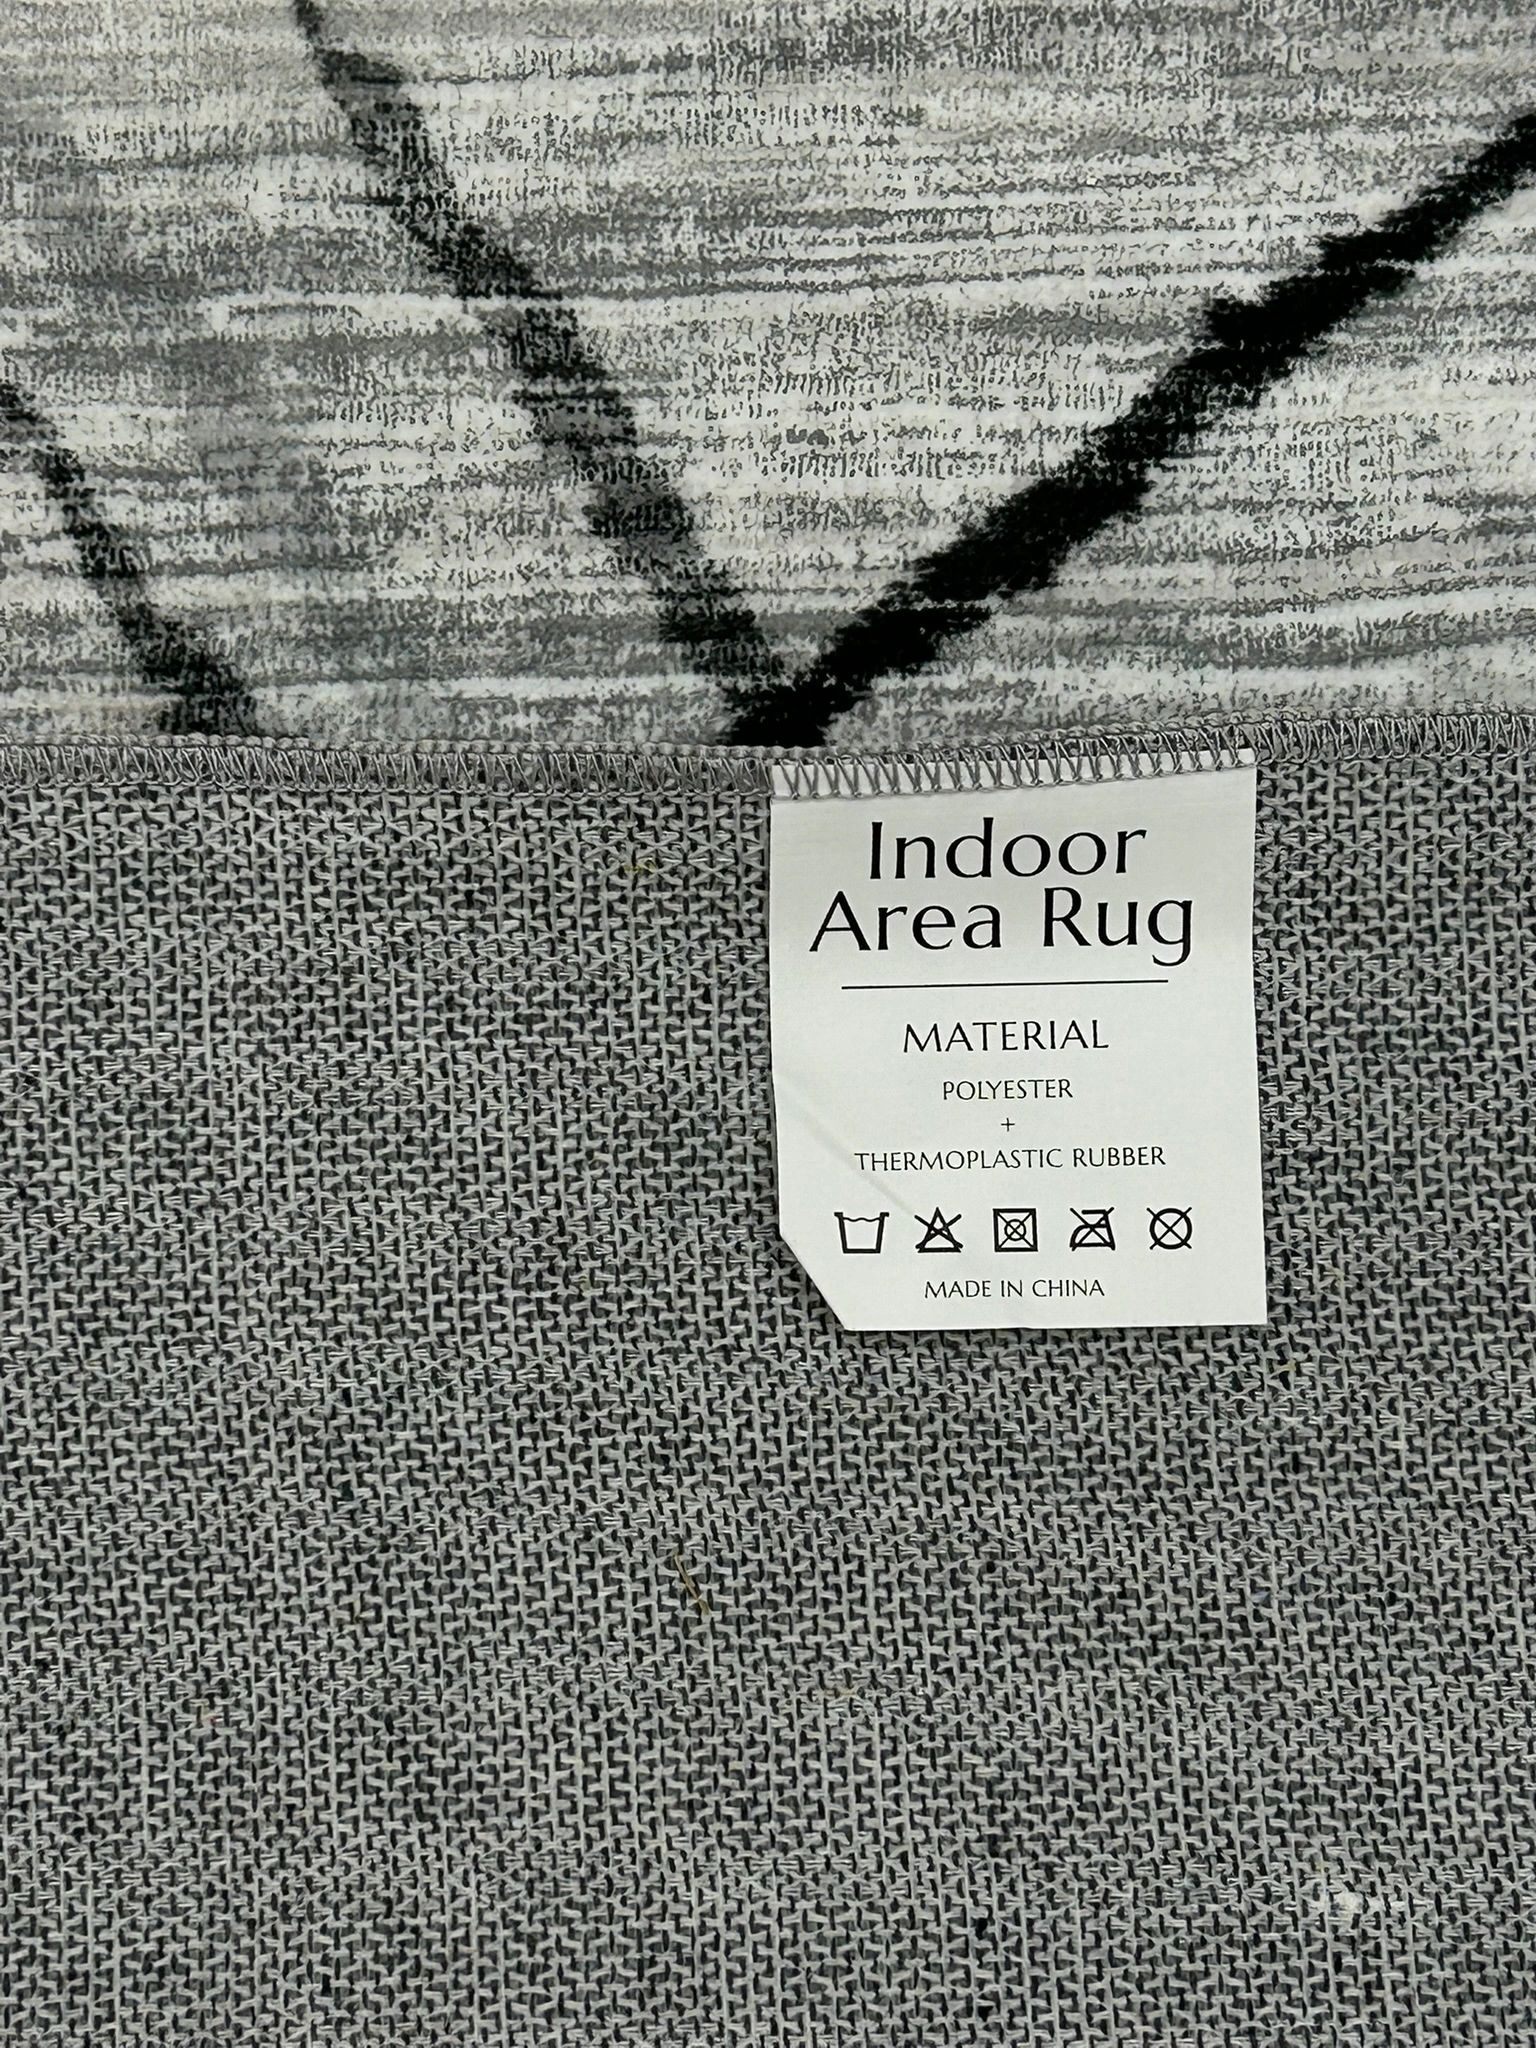 Indoor
Area Rug
MATERIAL
POLYESTER
+
THERMOPLASTIC RUBBER
MADE IN CHINA